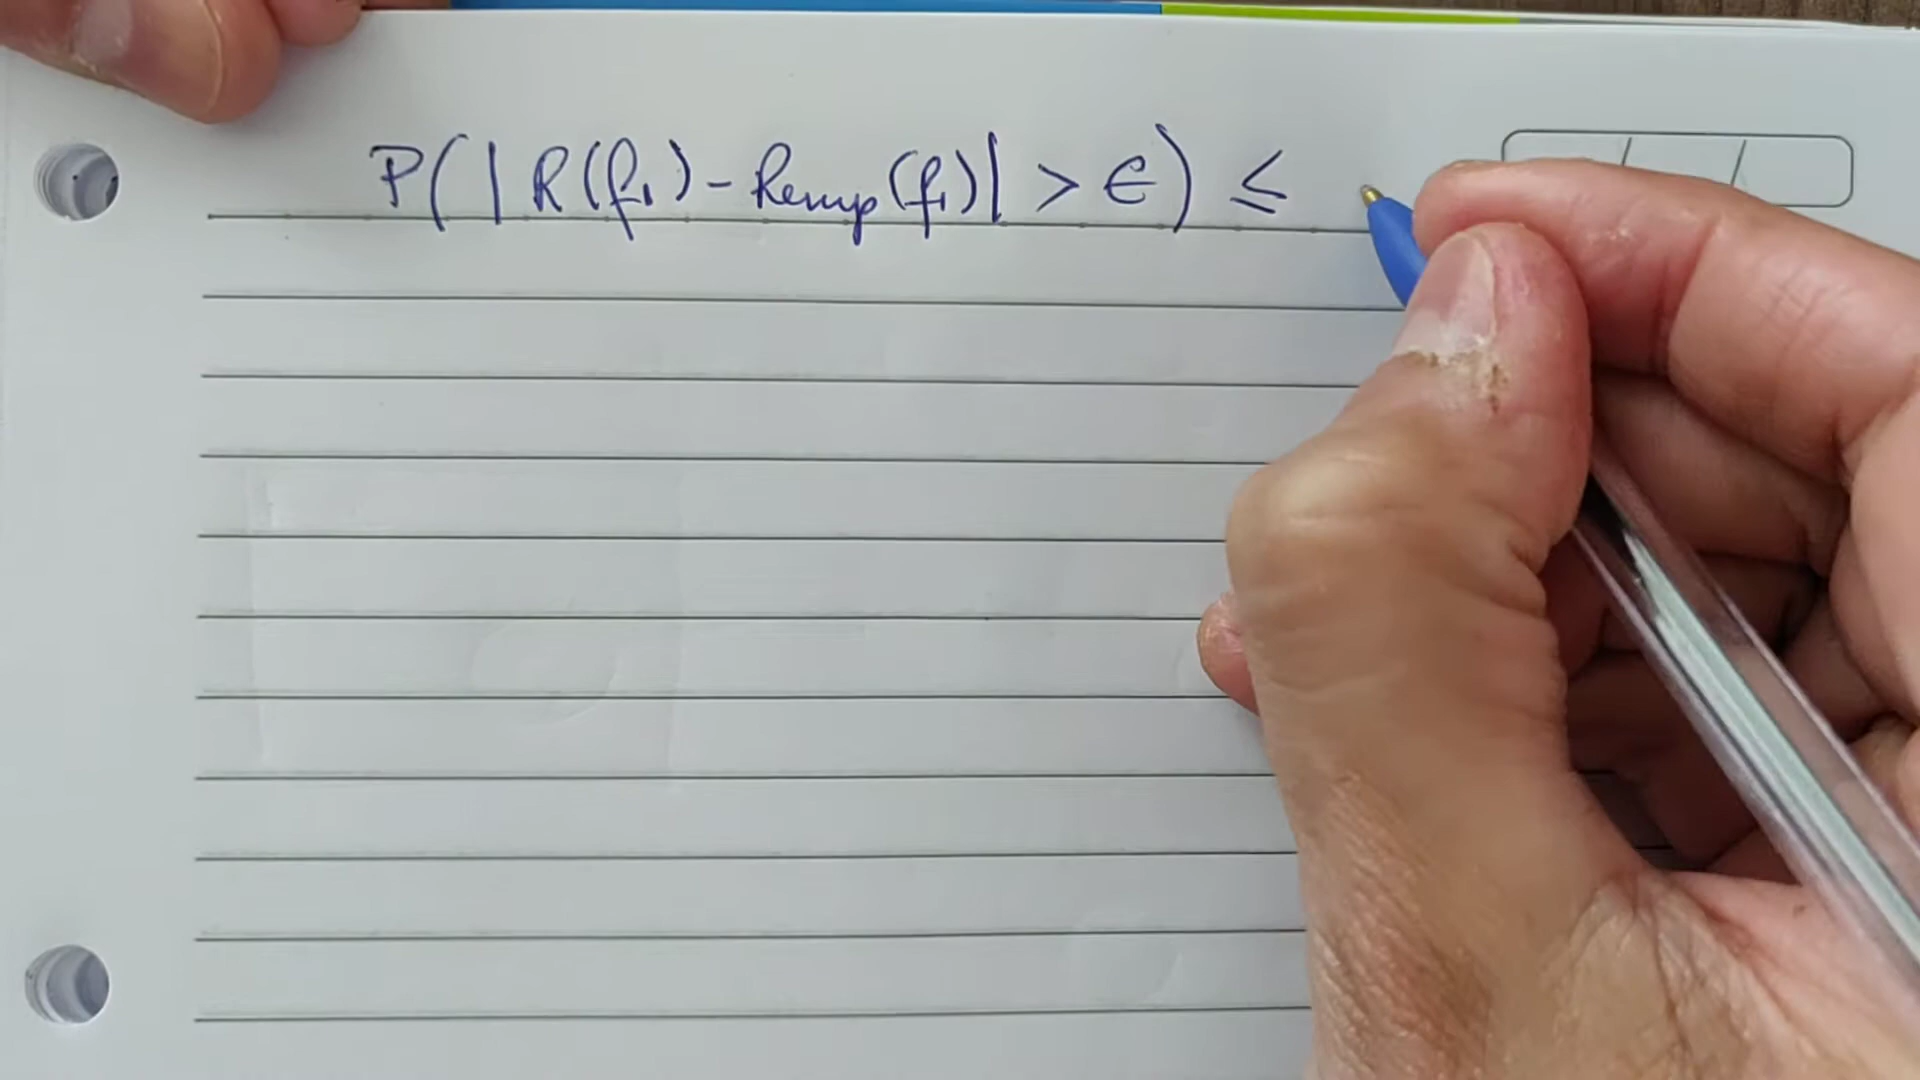 P(|R(f₁) - Remp(f₁)| > ϵ) ≤